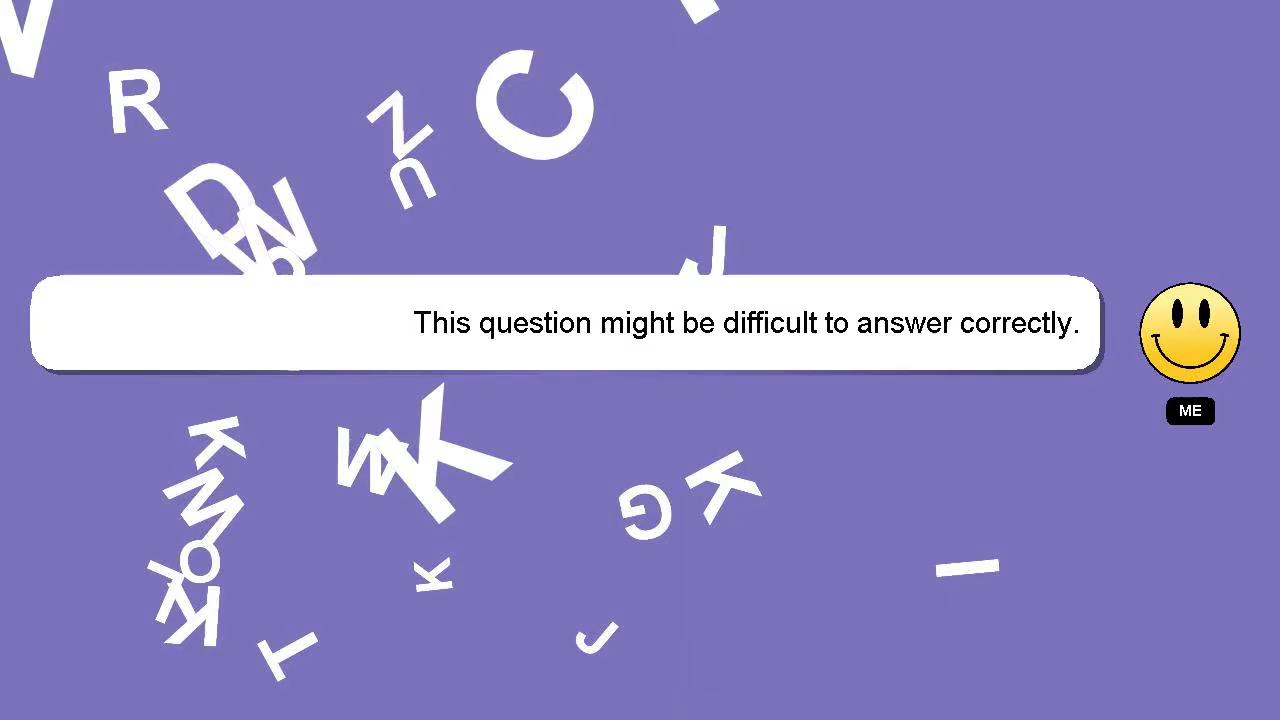 R
Z
C
U
D
W
J
This question might be difficult to answer correctly.
ME
K
W
K
K
G
M
O
K
K
I
T
J